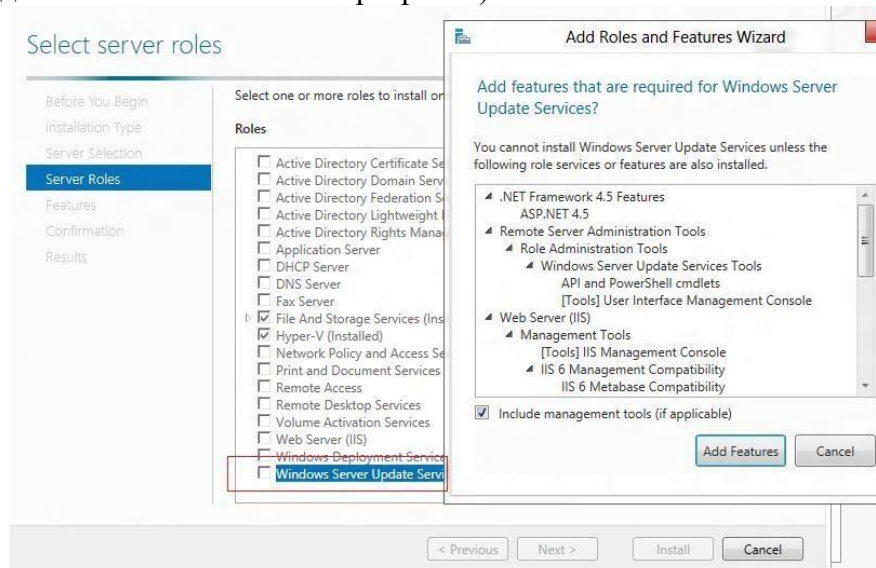 Select server roles
Before You Begin
Installation Type
Server Selection
Server Roles
Features
Confirmation
Results
Select one or more roles to install on
Roles
Active Directory Certificate Se
Active Directory Domain Serv
Active Directory Federation S
Active Directory Lightweight
Active Directory Rights Mana
Application Server
DHCP Server
DNS Server
Fax Server
File And Storage Services (Ins
Hyper-V (Installed)
Network Policy and Access Se
Print and Document Services
Remote Access
Remote Desktop Services
Volume Activation Services
Web Server (IIS)
Windows Deployment Service
Windows Server Update Servi
< Previous
Next >
Install
Cancel
Add Roles and Features Wizard
Add features that are required for Windows Server
Update Services?
You cannot install Windows Server Update Services unless the
following role services or features are also installed.
.NET Framework 4.5 Features
ASP.NET 4.5
Remote Server Administration Tools
Role Administration Tools
Windows Server Update Services Tools
API and PowerShell cmdlets
[Tools] User Interface Management Console
Web Server (IIS)
Management Tools
[Tools] IIS Management Console
IIS 6 Management Compatibility
IIS 6 Metabase Compatibility
Include management tools (if applicable)
Add Features
Cancel